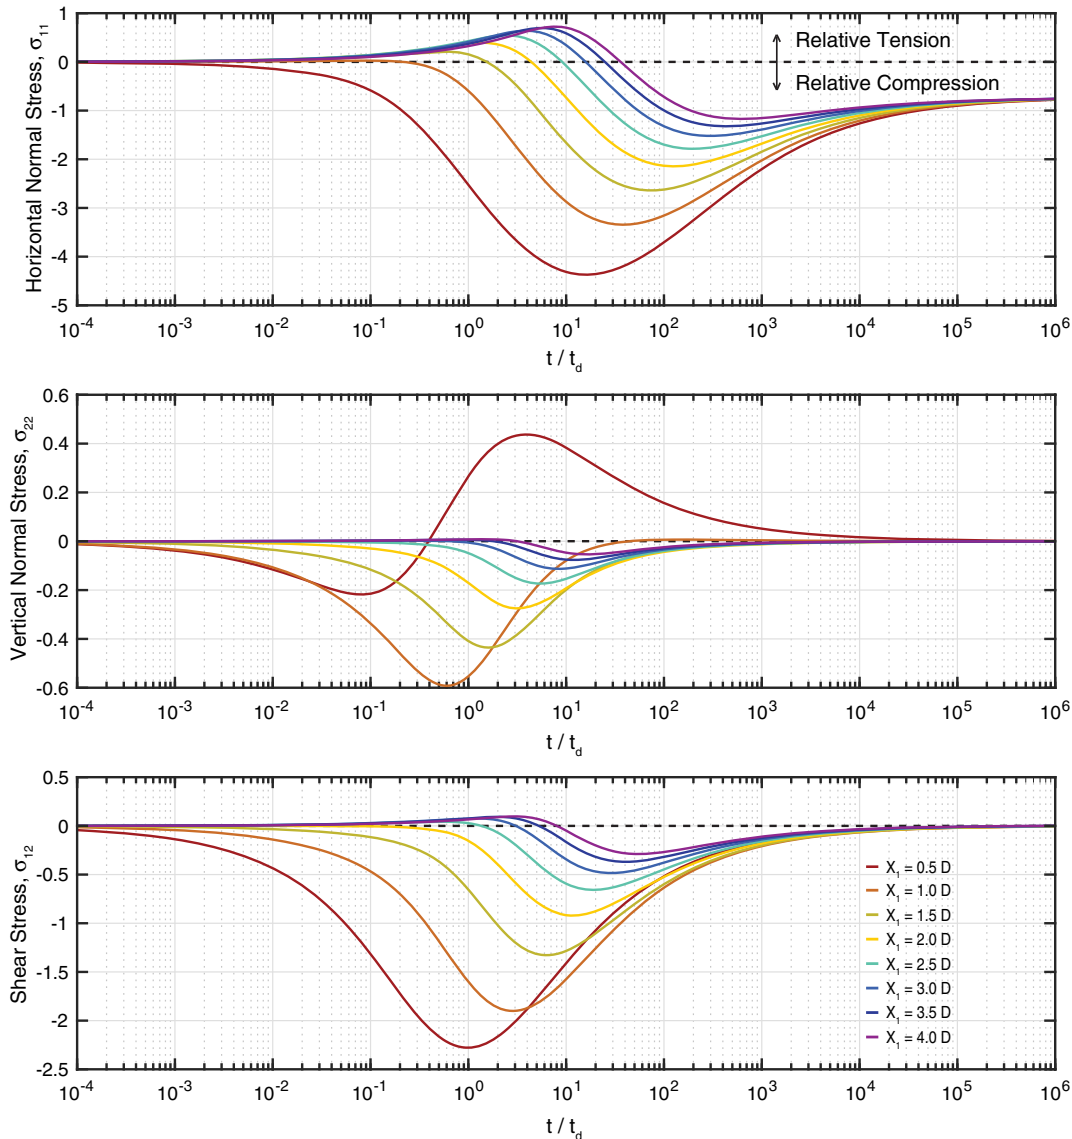 Horizontal Normal Stress, σ₁₁
1
0
-1
-2
-3
-4
-5
Relative Tension
Relative Compression
10⁻⁴ 10⁻³ 10⁻² 10⁻¹ 10⁰ 10¹ 10² 10³ 10⁴ 10⁵ 10⁶
t / t_d
Vertical Normal Stress, σ₂₂
0.6
0.4
0.2
0
-0.2
-0.4
-0.6
10⁻⁴ 10⁻³ 10⁻² 10⁻¹ 10⁰ 10¹ 10² 10³ 10⁴ 10⁵ 10⁶
t / t_d
Shear Stress, σ₁₂
0.5
0
-0.5
-1
-1.5
-2
-2.5
X₁ = 0.5 D
X₁ = 1.0 D
X₁ = 1.5 D
X₁ = 2.0 D
X₁ = 2.5 D
X₁ = 3.0 D
X₁ = 3.5 D
X₁ = 4.0 D
10⁻⁴ 10⁻³ 10⁻² 10⁻¹ 10⁰ 10¹ 10² 10³ 10⁴ 10⁵ 10⁶
t / t_d